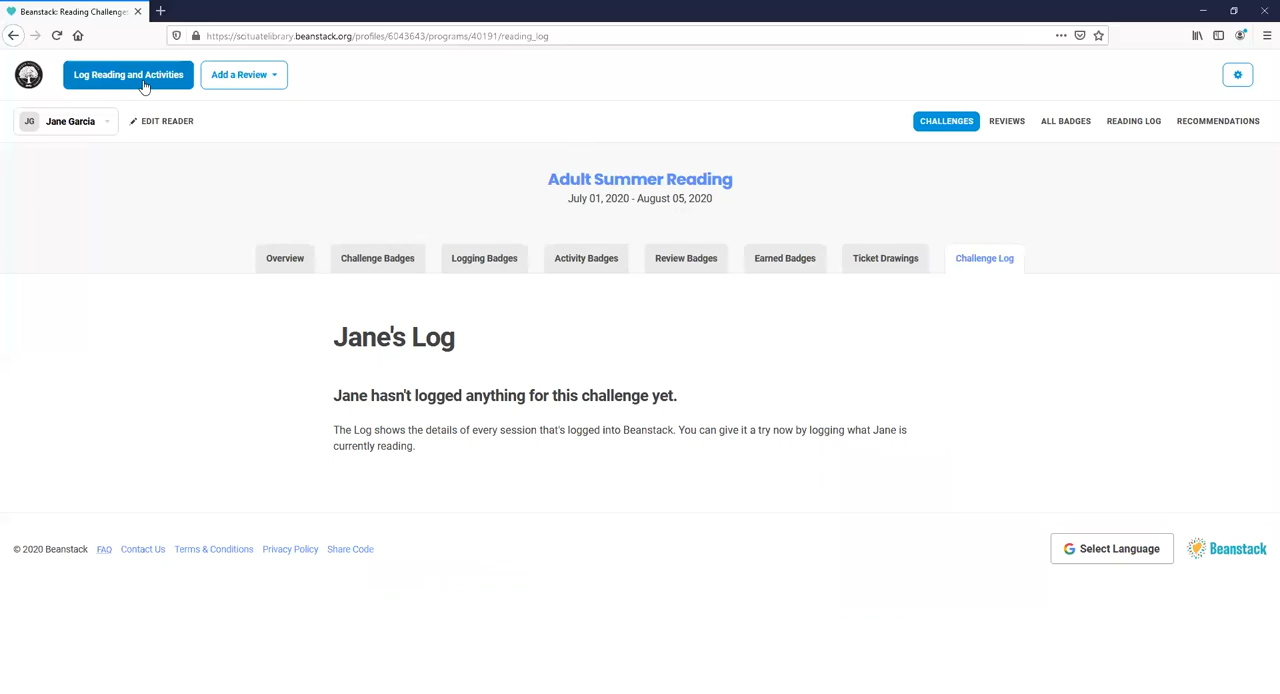 Beanstack: Reading Challenges
https://scituatelibrary.beanstack.org/profiles/6043643/programs/40191/reading_log
Log Reading and Activities
Add a Review
JG Jane Garcia
EDIT READER
CHALLENGES REVIEWS ALL BADGES READING LOG RECOMMENDATIONS
Adult Summer Reading
July 01, 2020 - August 05, 2020
Overview Challenge Badges Logging Badges Activity Badges Review Badges Earned Badges Ticket Drawings Challenge Log
Jane's Log
Jane hasn't logged anything for this challenge yet.
The Log shows the details of every session that's logged into Beanstack. You can give it a try now by logging what Jane is
currently reading.
© 2020 Beanstack FAQ Contact Us Terms & Conditions Privacy Policy Share Code
Select Language
Beanstack